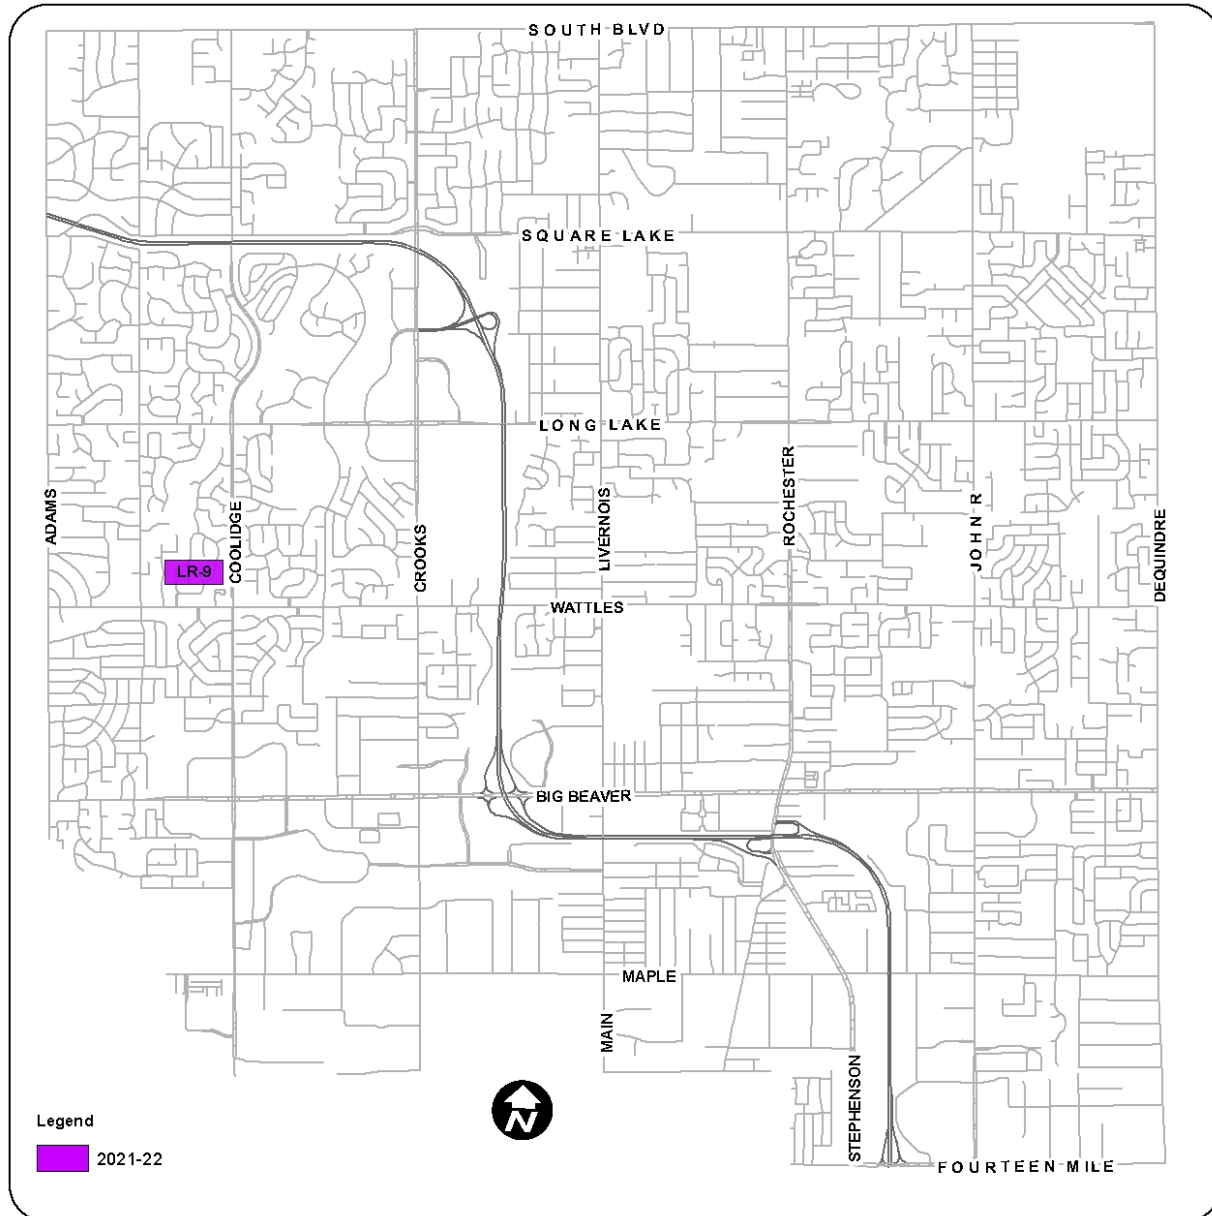 SOUTH BLVD
SQUARE LAKE
LONG LAKE
ADAMS
COOLIDGE
CROOKS
LIVERNOIS
ROCHESTER
JOHN R
DEQUINDRE
LR-9
WATTLES
BIG BEAVER
MAPLE
MAIN
STEPHENSON
N
Legend
2021-22
FOURTEEN MILE